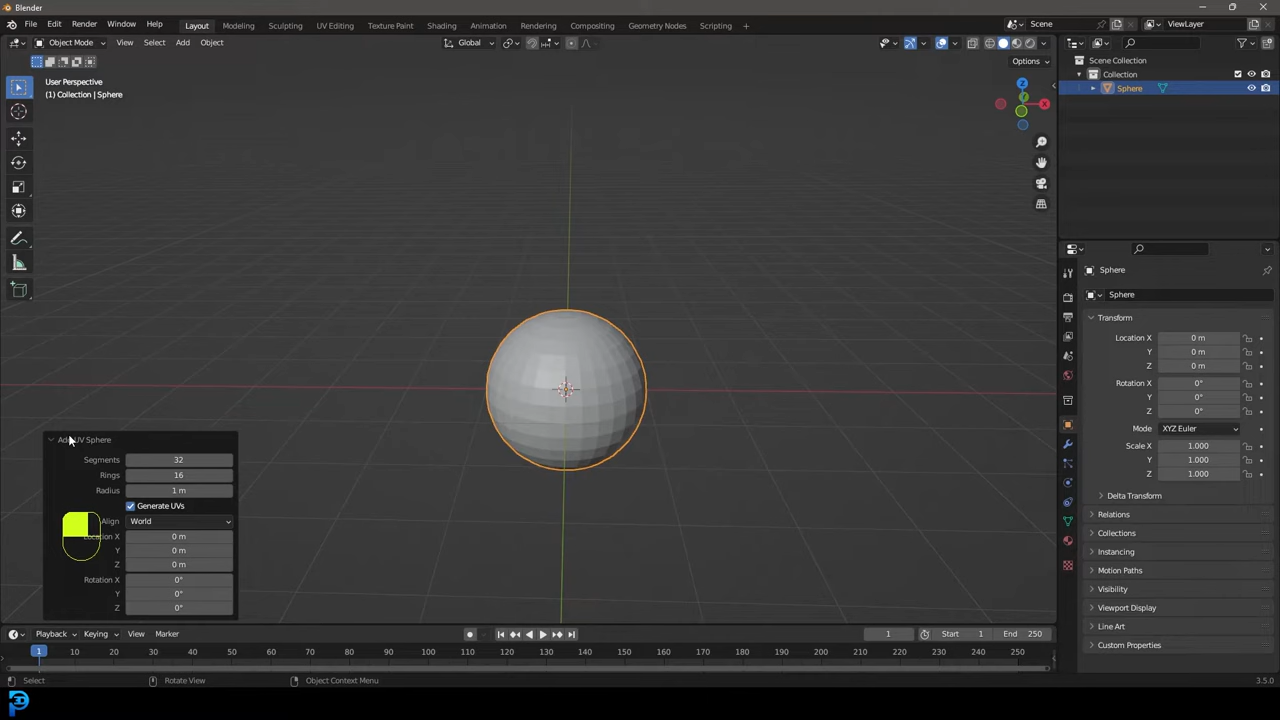 Blender
File Edit Render Window Help Layout Modeling Sculpting UV Editing Texture Paint Shading Animation Rendering Compositing Geometry Nodes Scripting + Scene ViewLayer
Object Mode View Select Add Object Global
Options
User Perspective
(1) Collection | Sphere
Z
X
Scene Collection
Collection
Sphere
Sphere
Sphere
Transform
Location X 0 m
Y 0 m
Z 0 m
Rotation X 0°
Y 0°
Z 0°
Mode XYZ Euler
Scale X 1.000
Y 1.000
Z 1.000
Delta Transform
Relations
Collections
Instancing
Motion Paths
Visibility
Viewport Display
Line Art
Custom Properties
Add UV Sphere
Segments 32
Rings 16
Radius 1 m
Generate UVs
Align World
Location X 0 m
Y 0 m
Z 0 m
Rotation X 0°
Y 0°
Z 0°
Playback Keying View Marker 1 Start 1 End 250
1 10 20 30 40 50 60 70 80 90 100 110 120 130 140 150 160 170 180 190 200 210 220 230 240 250
Select Rotate View Object Context Menu 3.5.0